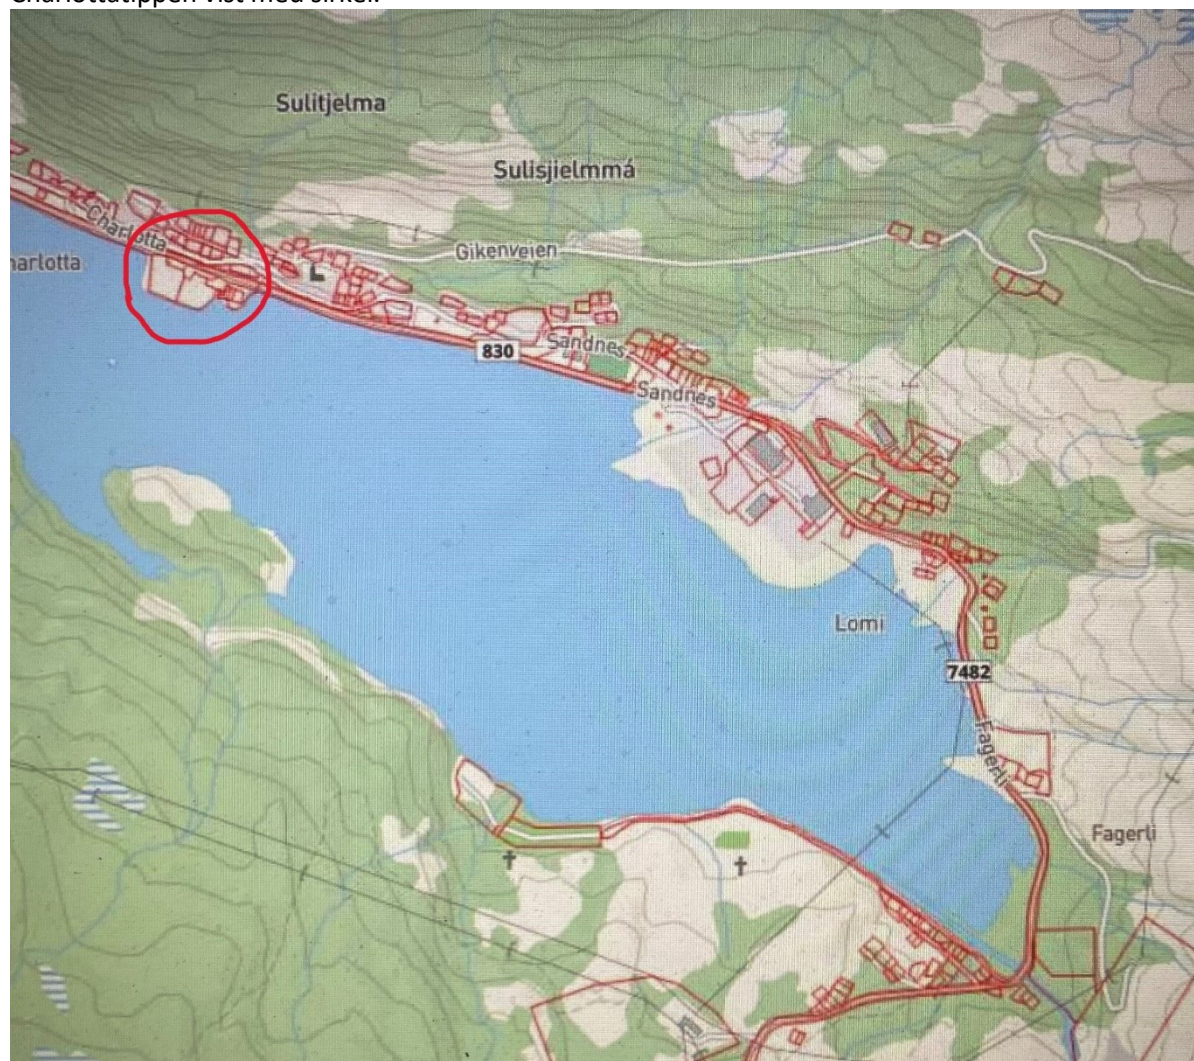 Charlottatippen vist med sirkel.
Sulitjelma
Sulisjielmmá
Charlotta
harlotta
Gikenveien
830
Sandnes
Sandnes
Lomi
7482
Fagerli
Fagerli